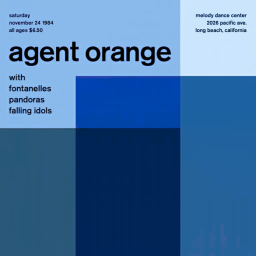 saturday
november 24 1984
all ages $6.50
melody dance center
2026 pacific ave.
long beach, california
agent orange
with
fontanelles
pandoras
falling idols